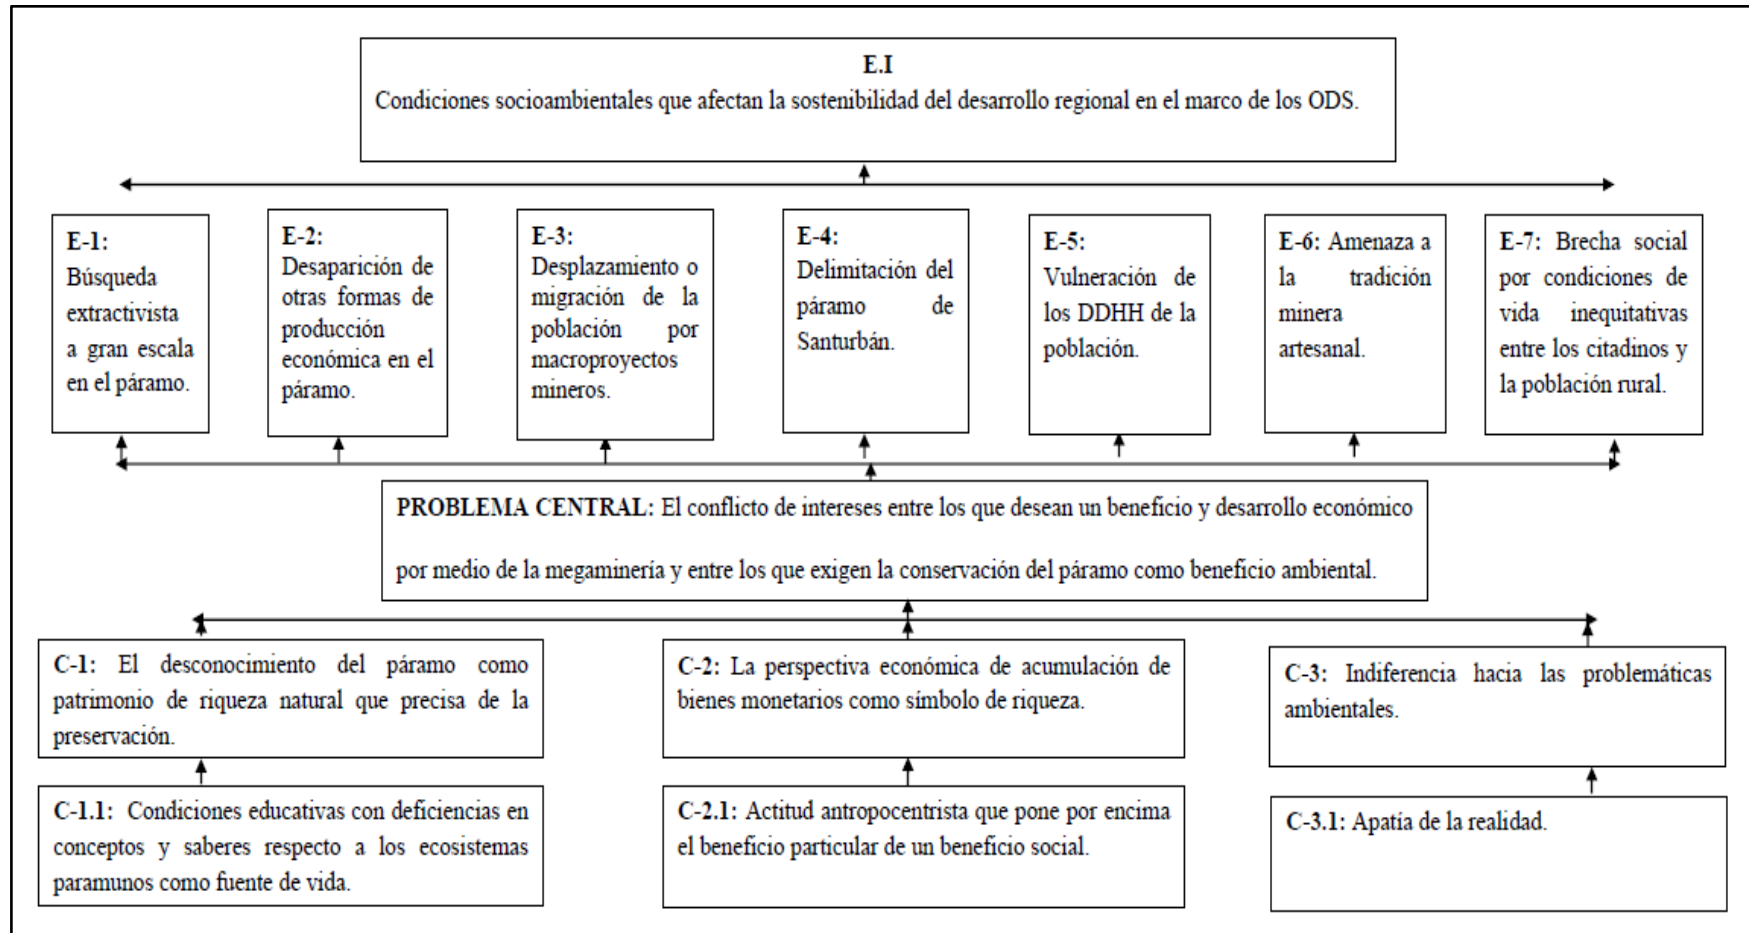 E.I
Condiciones socioambientales que afectan la sostenibilidad del desarrollo regional en el marco de los ODS.
E-1:
Búsqueda
extractivista
a gran escala
en el páramo.
E-2:
Desaparición de
otras formas de
producción
económica en el
páramo.
E-3:
Desplazamiento o
migración de la
población por
macroproyectos
mineros.
E-4:
Delimitación del
páramo de
Santurbán.
E-5:
Vulneración de
los DDHH de la
población.
E-6: Amenaza a
la tradición
minera
artesanal.
E-7: Brecha social
por condiciones de
vida inequitativas
entre los citadinos y
la población rural.
PROBLEMA CENTRAL: El conflicto de intereses entre los que desean un beneficio y desarrollo económico
por medio de la megaminería y entre los que exigen la conservación del páramo como beneficio ambiental.
C-1: El desconocimiento del páramo como
patrimonio de riqueza natural que precisa de la
preservación.
C-2: La perspectiva económica de acumulación de
bienes monetarios como símbolo de riqueza.
C-3: Indiferencia hacia las problemáticas
ambientales.
C-1.1: Condiciones educativas con deficiencias en
conceptos y saberes respecto a los ecosistemas
paramunos como fuente de vida.
C-2.1: Actitud antropocentrista que pone por encima
el beneficio particular de un beneficio social.
C-3.1: Apatía de la realidad.